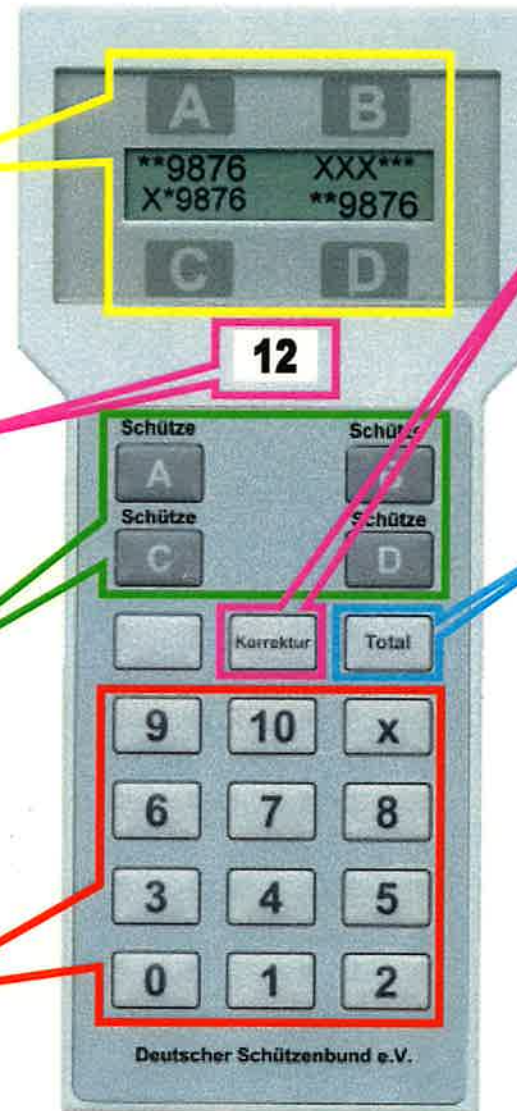 A B
**9876 XXX***
X*9876 **9876
C D
12
Schütze Schütze
A
Schütze Schütze
C D
Korrektur Total
9 10 x
6 7 8
3 4 5
0 1 2
Deutscher Schützenbund e.V.